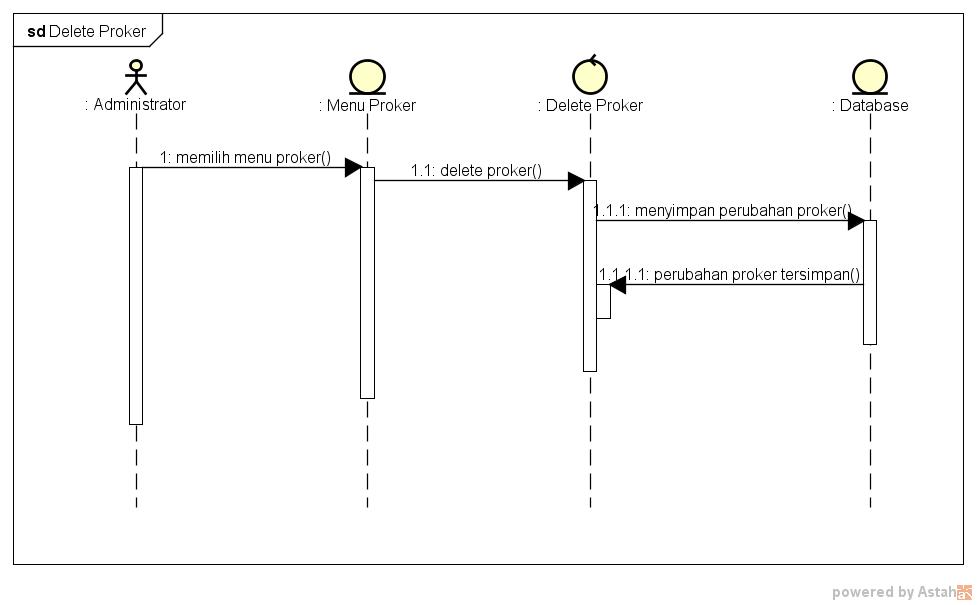 sd Delete Proker
: Administrator
: Menu Proker
: Delete Proker
: Database
1: memilih menu proker()
1.1: delete proker()
1.1.1: menyimpan perubahan proker()
1.1.1.1: perubahan proker tersimpan()
powered by Astah